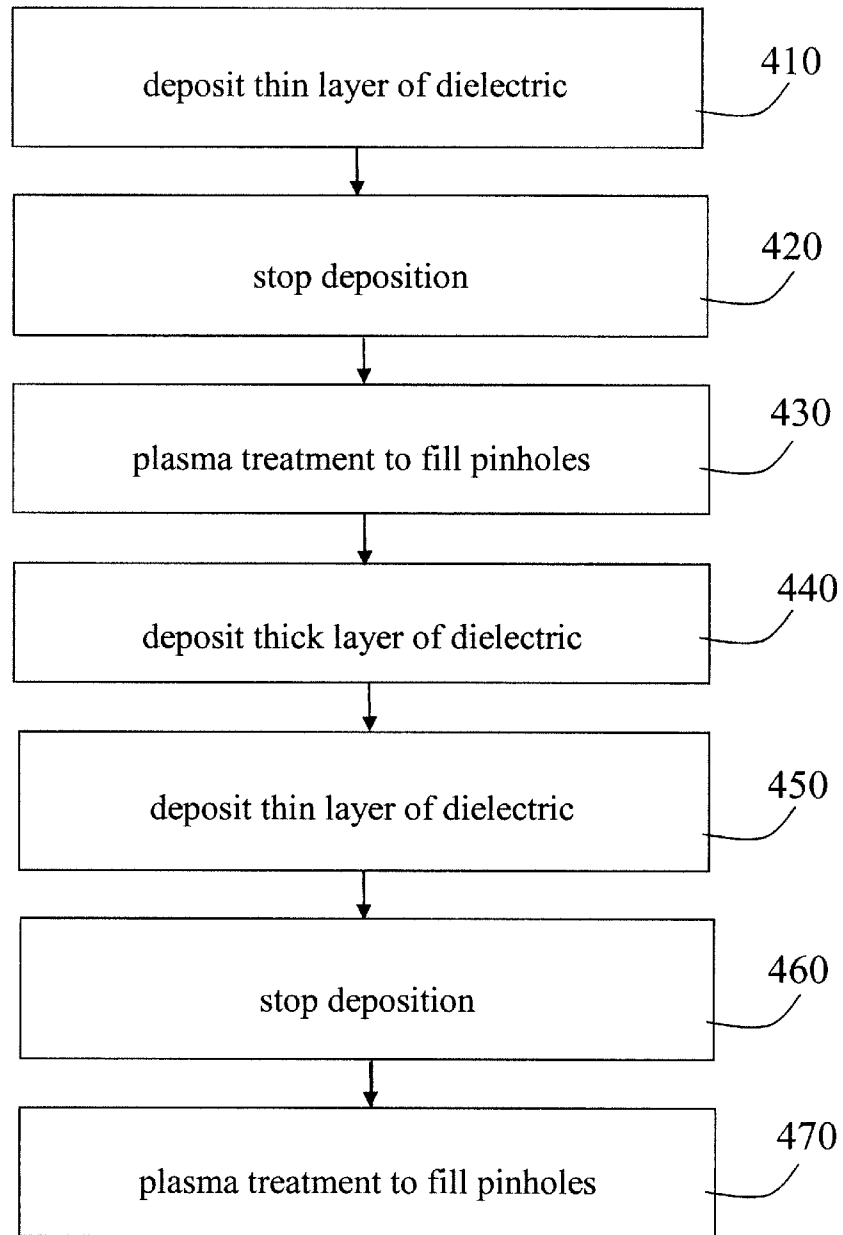 410
deposit thin layer of dielectric
420
stop deposition
430
plasma treatment to fill pinholes
440
deposit thick layer of dielectric
450
deposit thin layer of dielectric
460
stop deposition
470
plasma treatment to fill pinholes